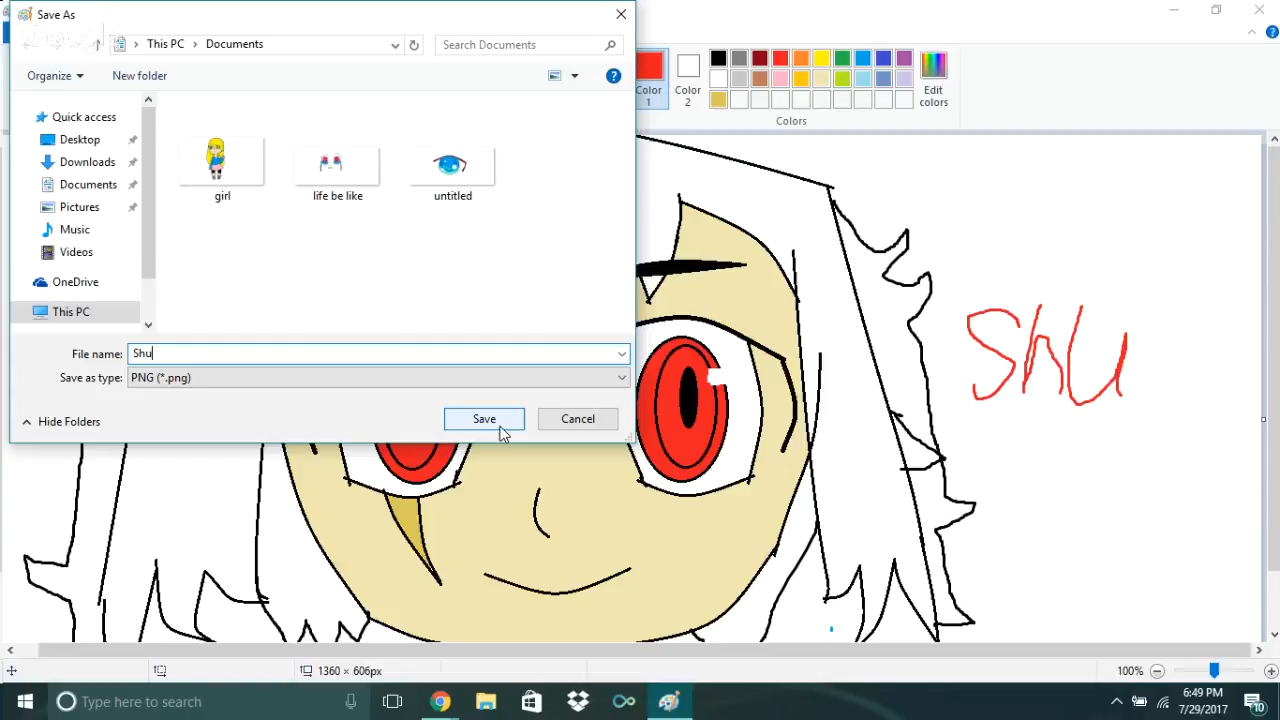 Save As
This PC
Documents
Search Documents
Organize
New folder
Quick access
Desktop
Downloads
Documents
Pictures
Music
Videos
OneDrive
This PC
girl
life be like
untitled
File name: Shu
Save as type: PNG (*.png)
Hide Folders
Save
Cancel
Color 1
Color 2
Edit colors
Colors
Shu
1360 × 606px
100%
Type here to search
6:49 PM
7/29/2017
10